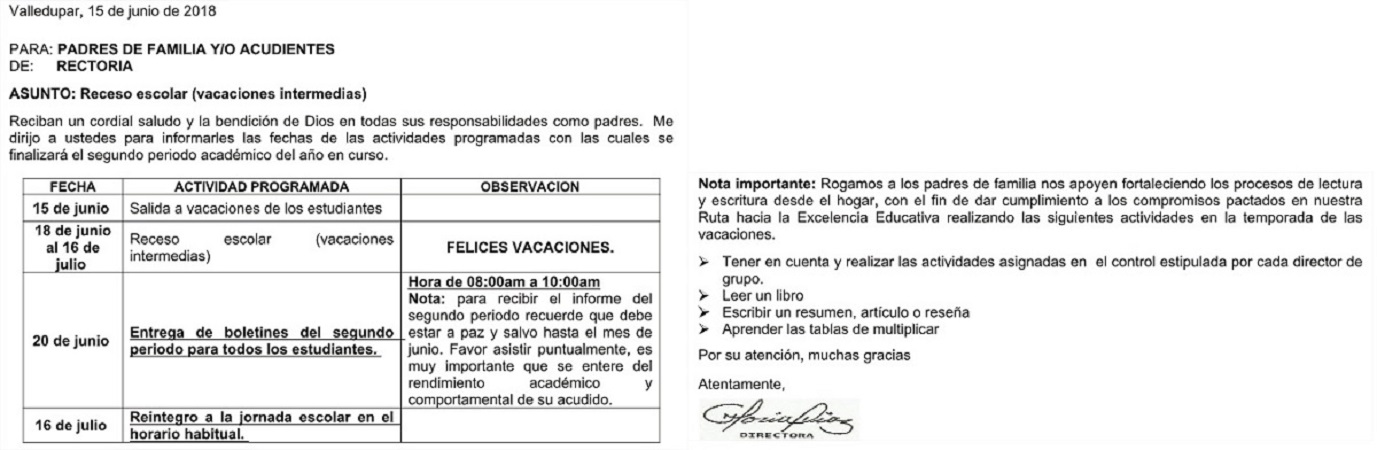 Valledupar, 15 de junio de 2018
PARA: PADRES DE FAMILIA Y/O ACUDIENTES
DE: RECTORIA
ASUNTO: Receso escolar (vacaciones intermedias)
Reciban un cordial saludo y la bendición de Dios en todas sus responsabilidades como padres. Me
dirijo a ustedes para informarles las fechas de las actividades programadas con las cuales se
finalizará el segundo periodo académico del año en curso.
FECHA ACTIVIDAD PROGRAMADA OBSERVACION
15 de junio Salida a vacaciones de los estudiantes
18 de junio
al 16 de
julio
Receso escolar (vacaciones
intermedias)
FELICES VACACIONES.
20 de junio
Entrega de boletines del segundo
periodo para todos los estudiantes.
Hora de 08:00am a 10:00am
Nota: para recibir el informe del
segundo periodo recuerde que debe
estar a paz y salvo hasta el mes de
junio. Favor asistir puntualmente, es
muy importante que se entere del
rendimiento académico y
comportamental de su acudido.
16 de julio
Reintegro a la jornada escolar en el
horario habitual.
Nota importante: Rogamos a los padres de familia nos apoyen fortaleciendo los procesos de lectura
y escritura desde el hogar, con el fin de dar cumplimiento a los compromisos pactados en nuestra
Ruta hacia la Excelencia Educativa realizando las siguientes actividades en la temporada de las
vacaciones.
➢ Tener en cuenta y realizar las actividades asignadas en el control estipulada por cada director de
grupo.
➢ Leer un libro
➢ Escribir un resumen, artículo o reseña
➢ Aprender las tablas de multiplicar
Por su atención, muchas gracias
Atentamente,
Gloria Diaz
DIRECTORA